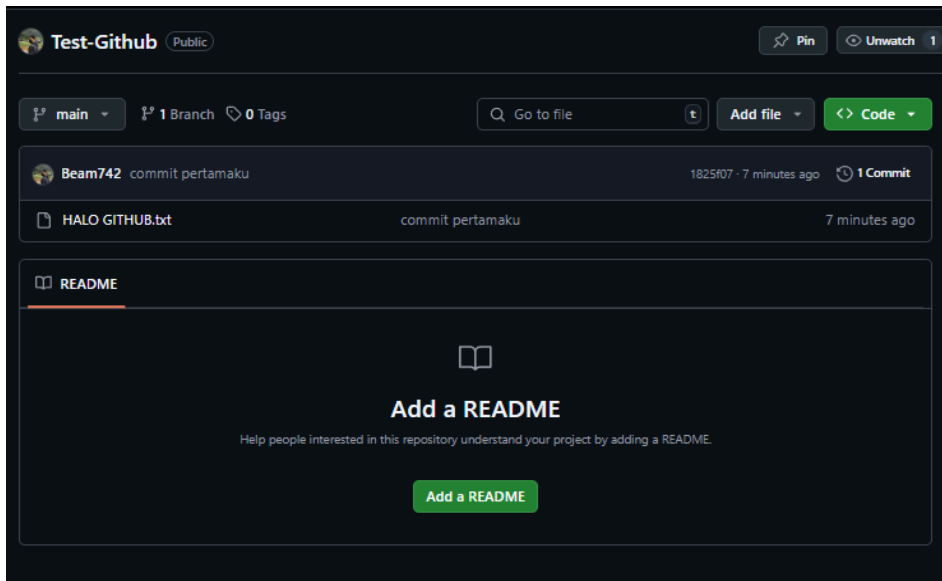 Test-Github Public Pin Unwatch 1
main 1 Branch 0 Tags Go to file t Add file Code
Beam742 commit pertamaku 1825f07 · 7 minutes ago 1 Commit
HALO GITHUB.txt commit pertamaku 7 minutes ago
README
Add a README
Help people interested in this repository understand your project by adding a README.
Add a README